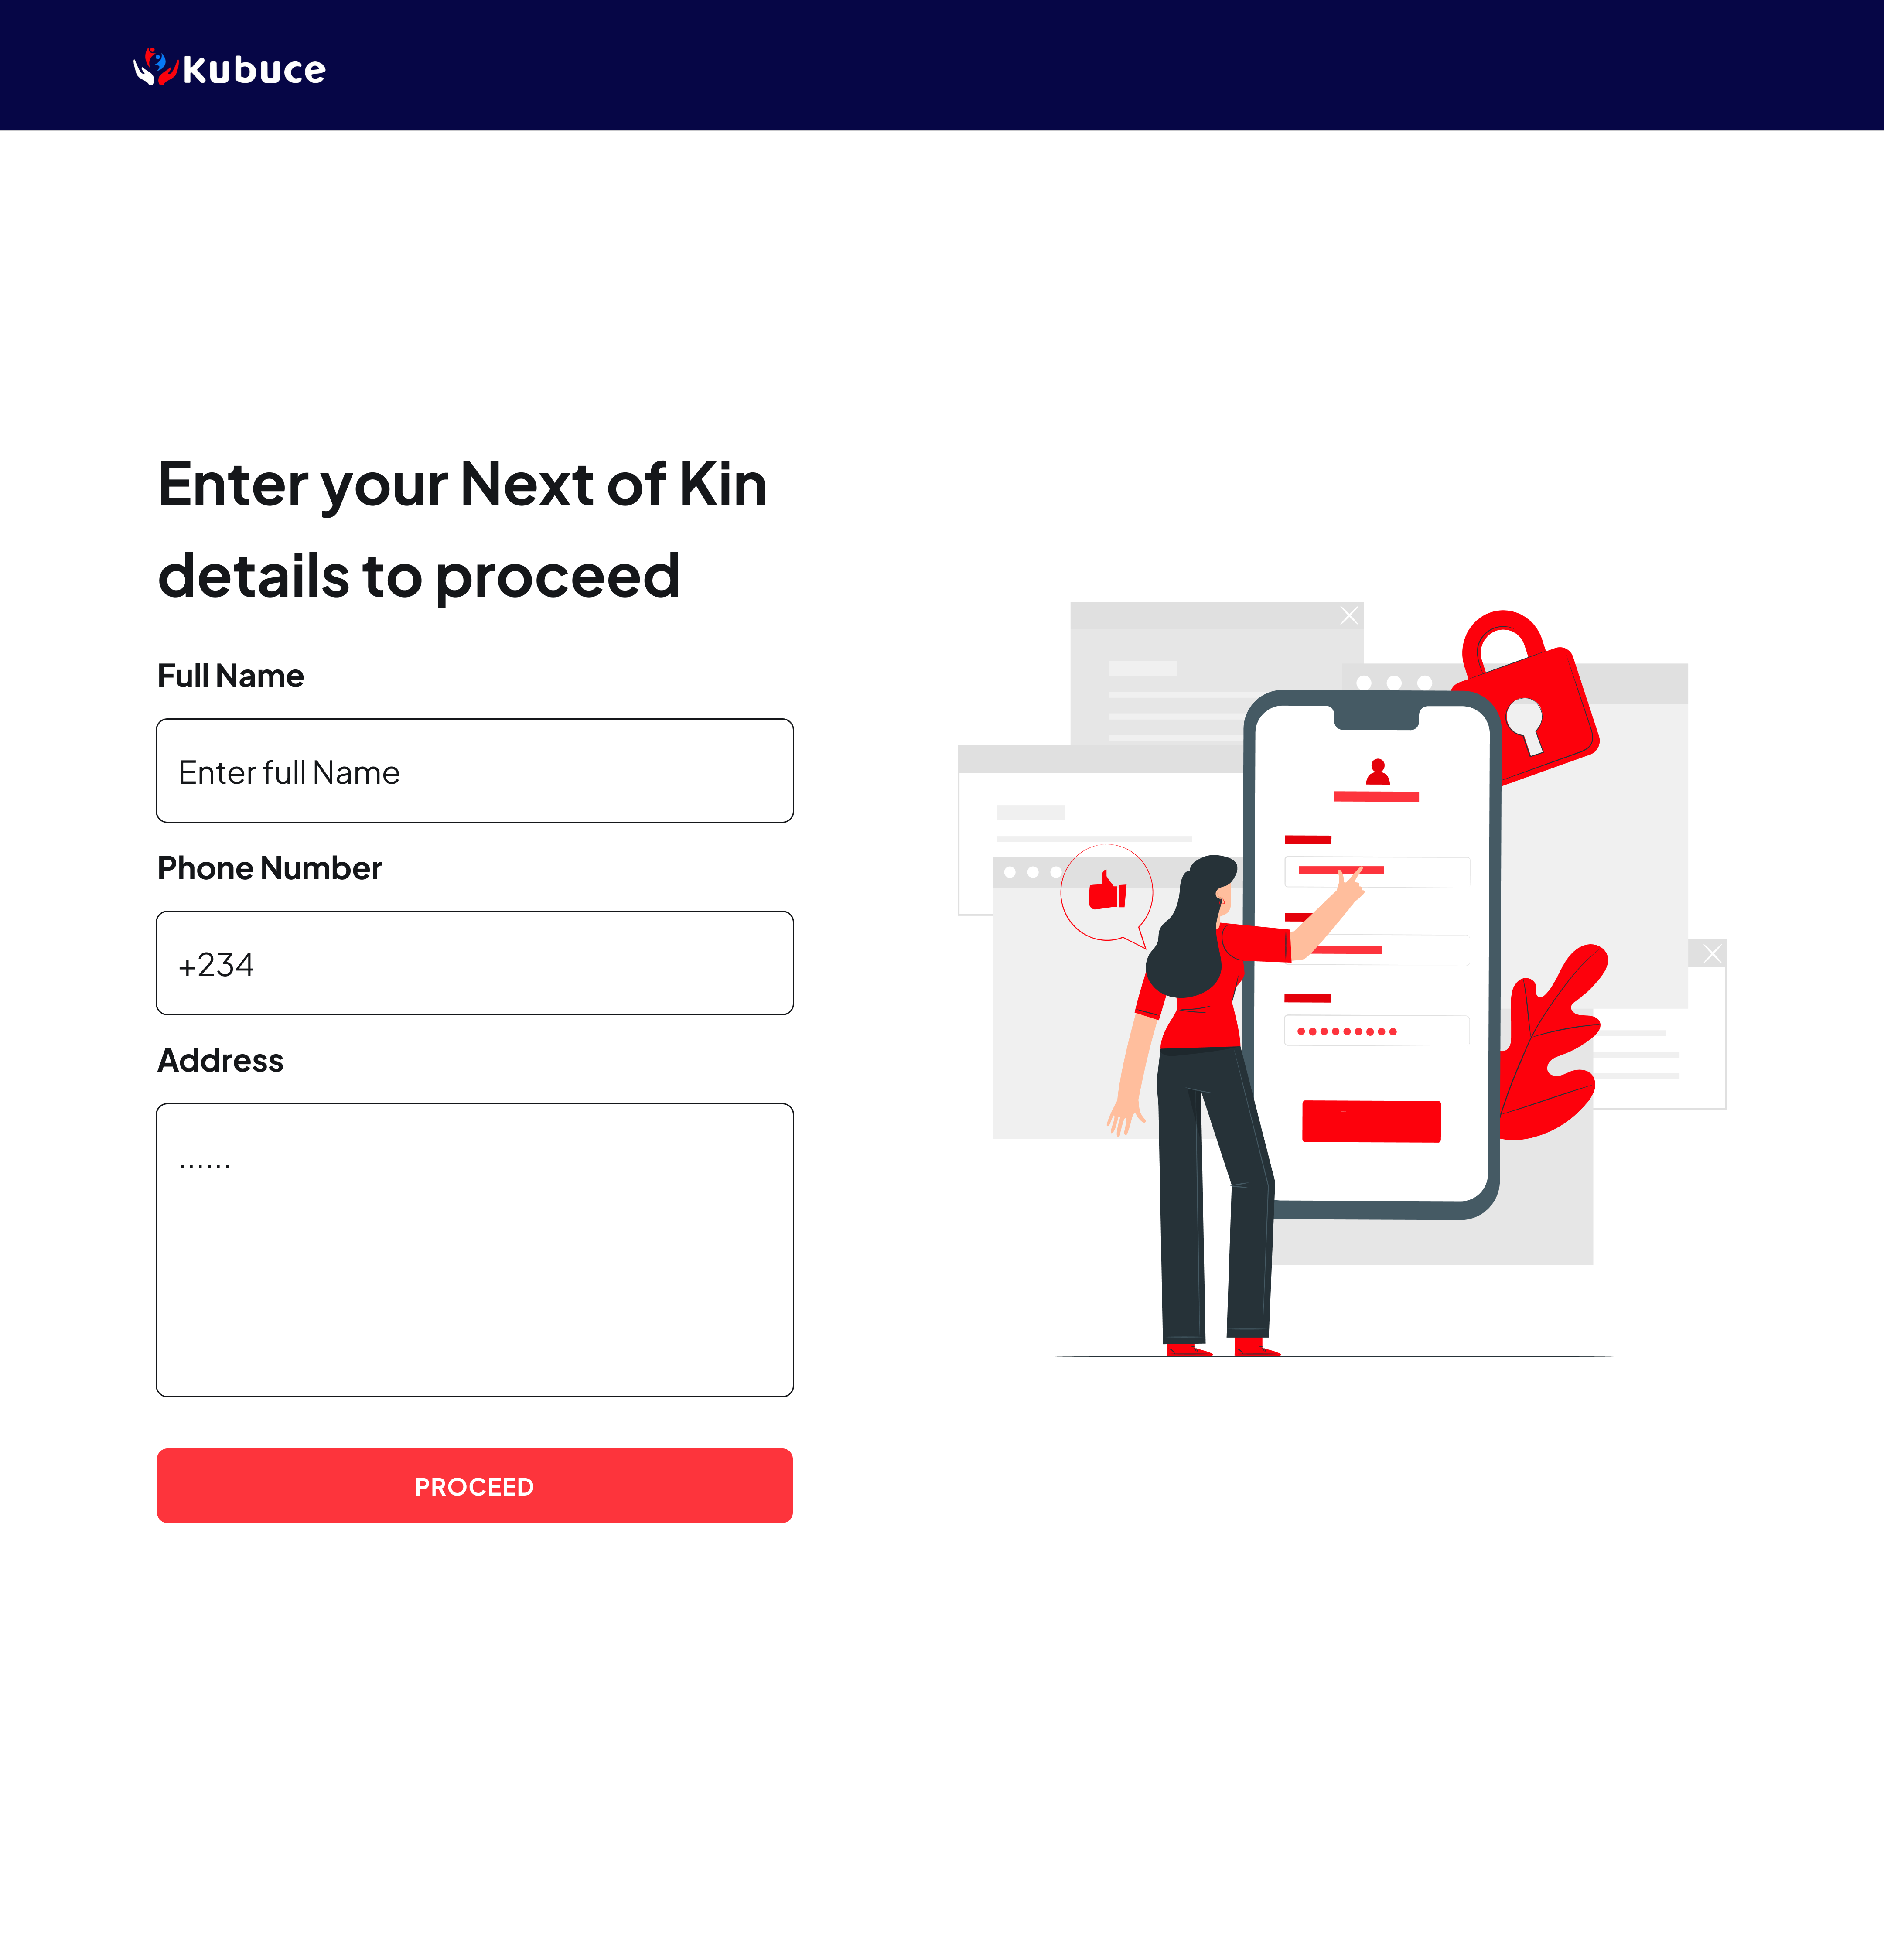 Kubuce
Enter your Next of Kin
details to proceed
Full Name
Enter full Name
Phone Number
+234
Address
......
PROCEED